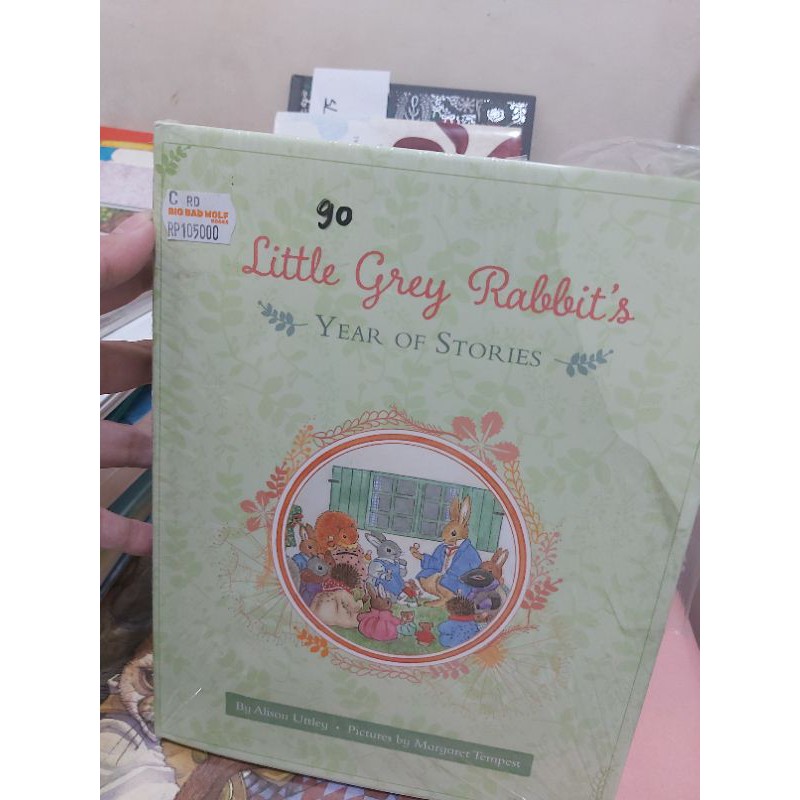 C RD
BIG BAD WOLF
BOOKS
RP105000
90
Little Grey Rabbit's
YEAR OF STORIES
By Alison Uttley • Pictures by Margaret Tempest